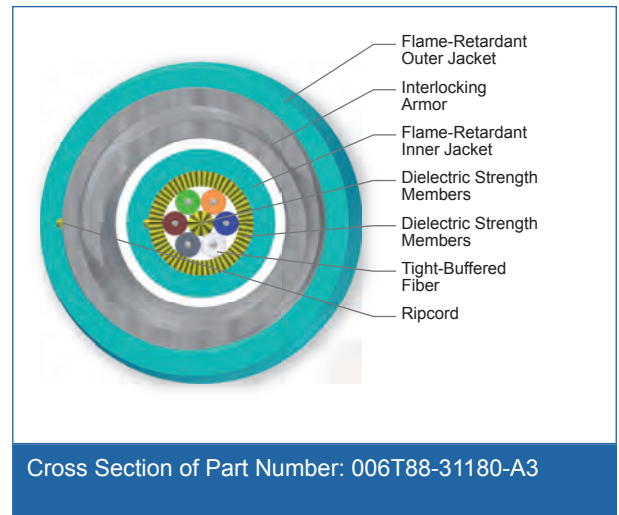 Flame-Retardant
Outer Jacket
Interlocking
Armor
Flame-Retardant
Inner Jacket
Dielectric Strength
Members
Dielectric Strength
Members
Tight-Buffered
Fiber
Ripcord
Cross Section of Part Number: 006T88-31180-A3